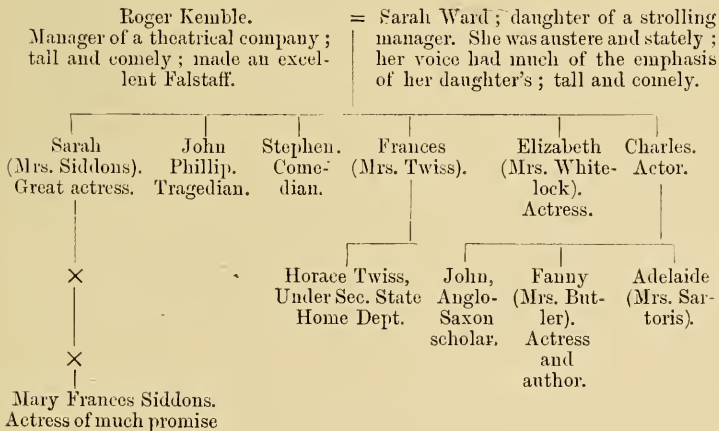 Roger Kemble.
Manager of a theatrical company ;
tall and comely ; made an excel-
lent Falstaff.
= Sarah Ward ; daughter of a strolling
manager. She was austere and stately ;
her voice had much of the emphasis
of her daughter's ; tall and comely.
Sarah
(Mrs. Siddons).
Great actress.
John
Phillip.
Tragedian.
Stephen.
Come-
dian.
Frances
(Mrs. Twiss).
Elizabeth
(Mrs. White-
lock).
Actress.
Charles.
Actor.
×
×
Mary Frances Siddons.
Actress of much promise
Horace Twiss,
Under Sec. State
Home Dept.
John,
Anglo-
Saxon
scholar.
Fanny
(Mrs. But-
ler).
Actress
and
author.
Adelaide
(Mrs. Sar-
toris).